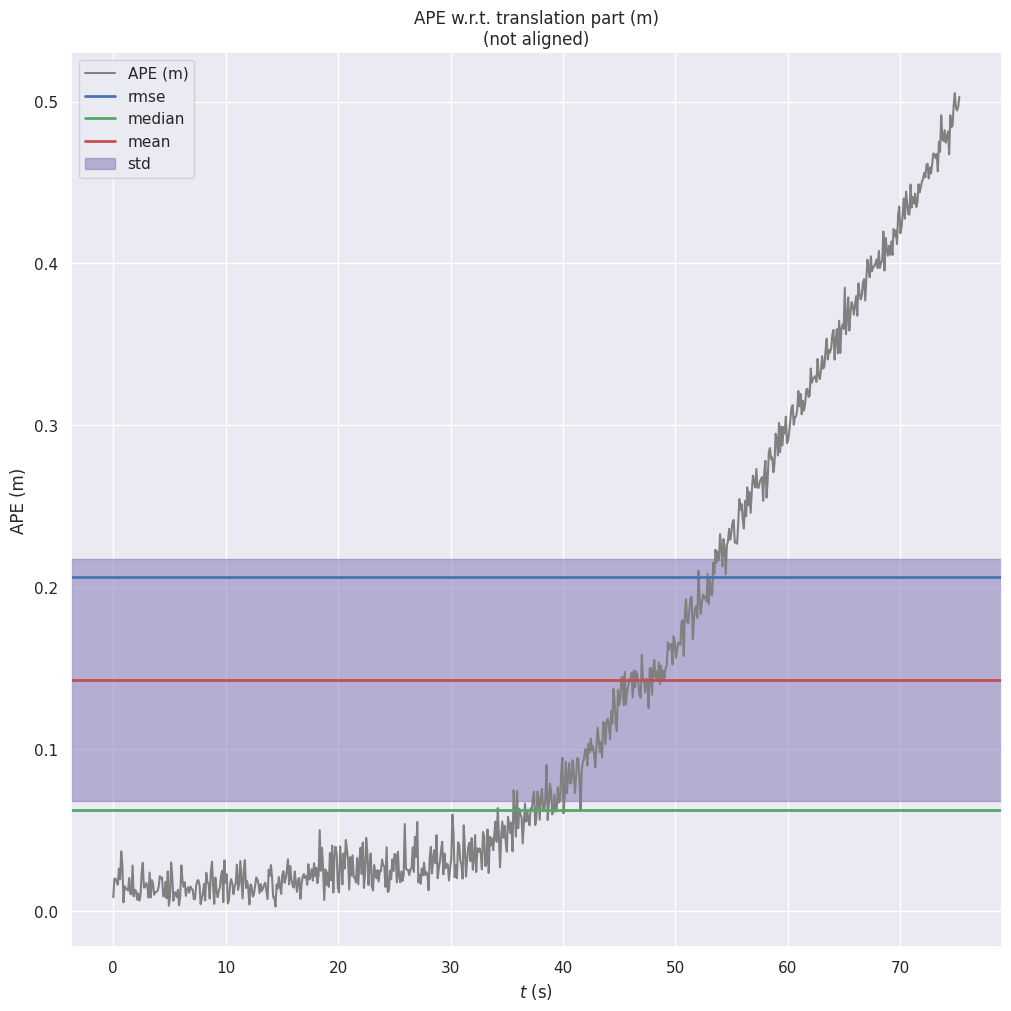 APE w.r.t. translation part (m)
(not aligned)
APE (m)
rmse
median
mean
std
APE (m)
0.5
0.4
0.3
0.2
0.1
0.0
0 10 20 30 40 50 60 70
t (s)